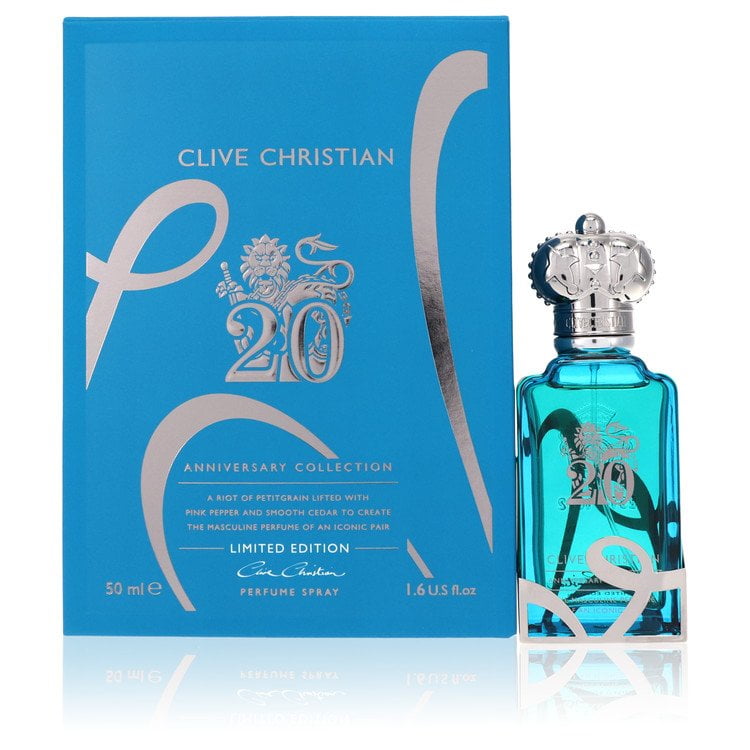 CLIVE CHRISTIAN
20
ANNIVERSARY COLLECTION
A RIOT OF PETITGRAIN LIFTED WITH
PINK PEPPER AND SMOOTH CEDAR TO CREATE
THE MASCULINE PERFUME OF AN ICONIC PAIR
LIMITED EDITION
Clive Christian
50 ml e
PERFUME SPRAY
1.6 U.S fl.oz
CLIVE CHRISTIAN
20
CLIVE CHRISTIAN